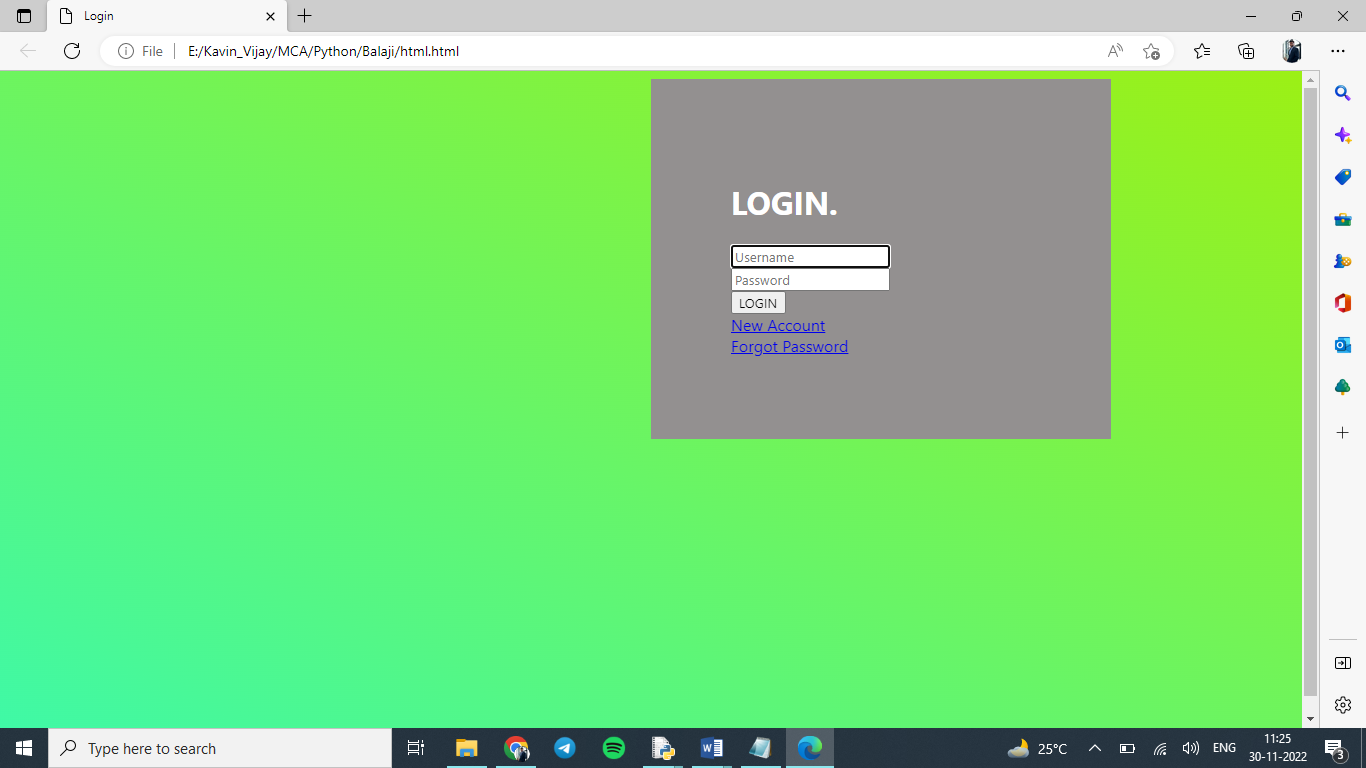 Login
File
E:/Kavin_Vijay/MCA/Python/Balaji/html.html
LOGIN.
Username
Password
LOGIN
New Account
Forgot Password
Type here to search
25°C
ENG
11:25
30-11-2022
3